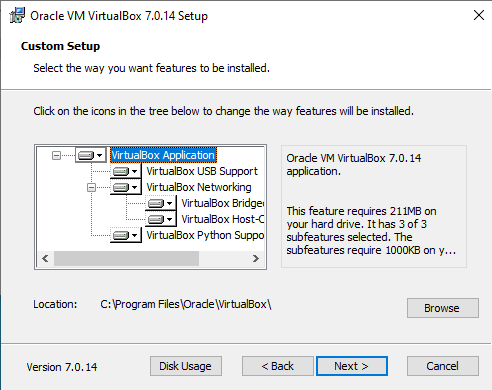 Oracle VM VirtualBox 7.0.14 Setup
Custom Setup
Select the way you want features to be installed.
Click on the icons in the tree below to change the way features will be installed.
VirtualBox Application
VirtualBox USB Support
VirtualBox Networking
VirtualBox Bridge
VirtualBox Host-
VirtualBox Python Suppo
Oracle VM VirtualBox 7.0.14
application.
This feature requires 211MB on
your hard drive. It has 3 of 3
subfeatures selected. The
subfeatures require 1000KB on y...
Location: C:\Program Files\Oracle\VirtualBox\
Browse
Version 7.0.14
Disk Usage
< Back
Next >
Cancel